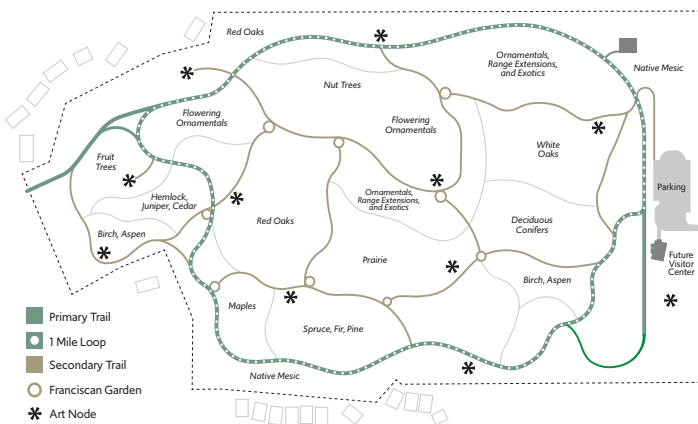 Red Oaks
Ornamentals,
Range Extensions,
and Exotics
Native Mesic
Nut Trees
Flowering
Ornamentals
Flowering
Ornamentals
White
Oaks
Fruit
Trees
Parking
Hemlock,
Juniper, Cedar
Ornamentals,
Range Extensions,
and Exotics
Red Oaks
Deciduous
Conifers
Birch, Aspen
Prairie
Future
Visitor
Center
Birch, Aspen
Maples
Spruce, Fir, Pine
Native Mesic
Primary Trail
1 Mile Loop
Secondary Trail
Franciscan Garden
Art Node